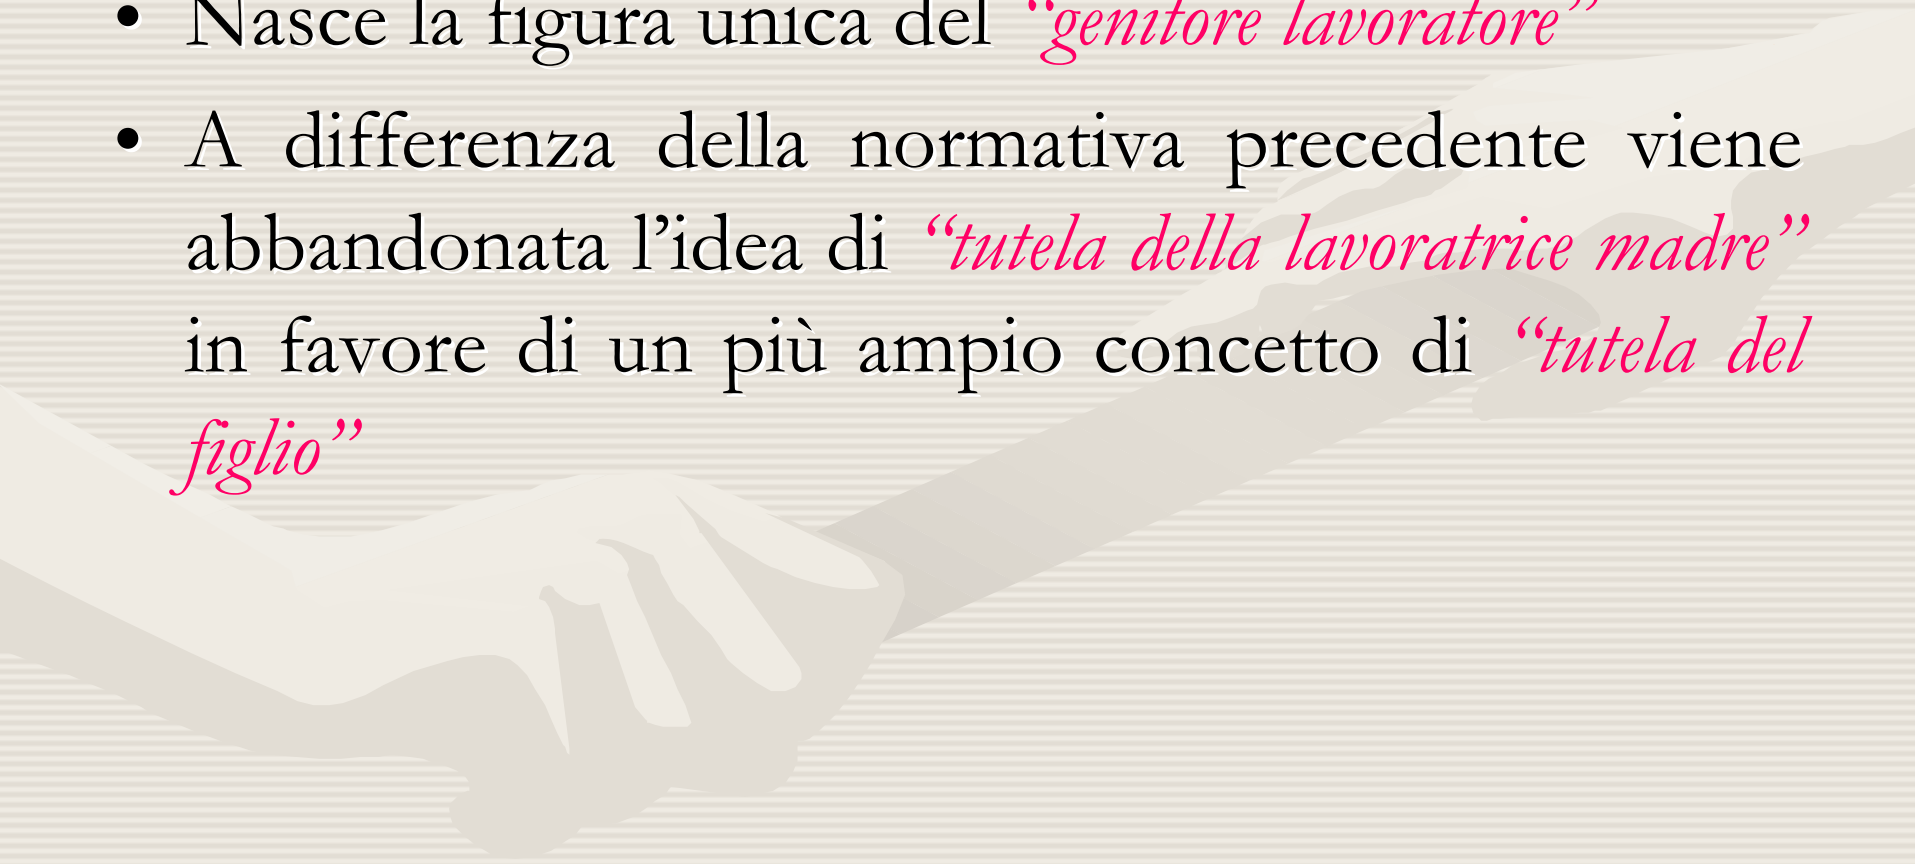 • Nasce la figura unica del “genitore lavoratore”
• A differenza della normativa precedente viene
abbandonata l’idea di “tutela della lavoratrice madre”
in favore di un più ampio concetto di “tutela del
figlio”